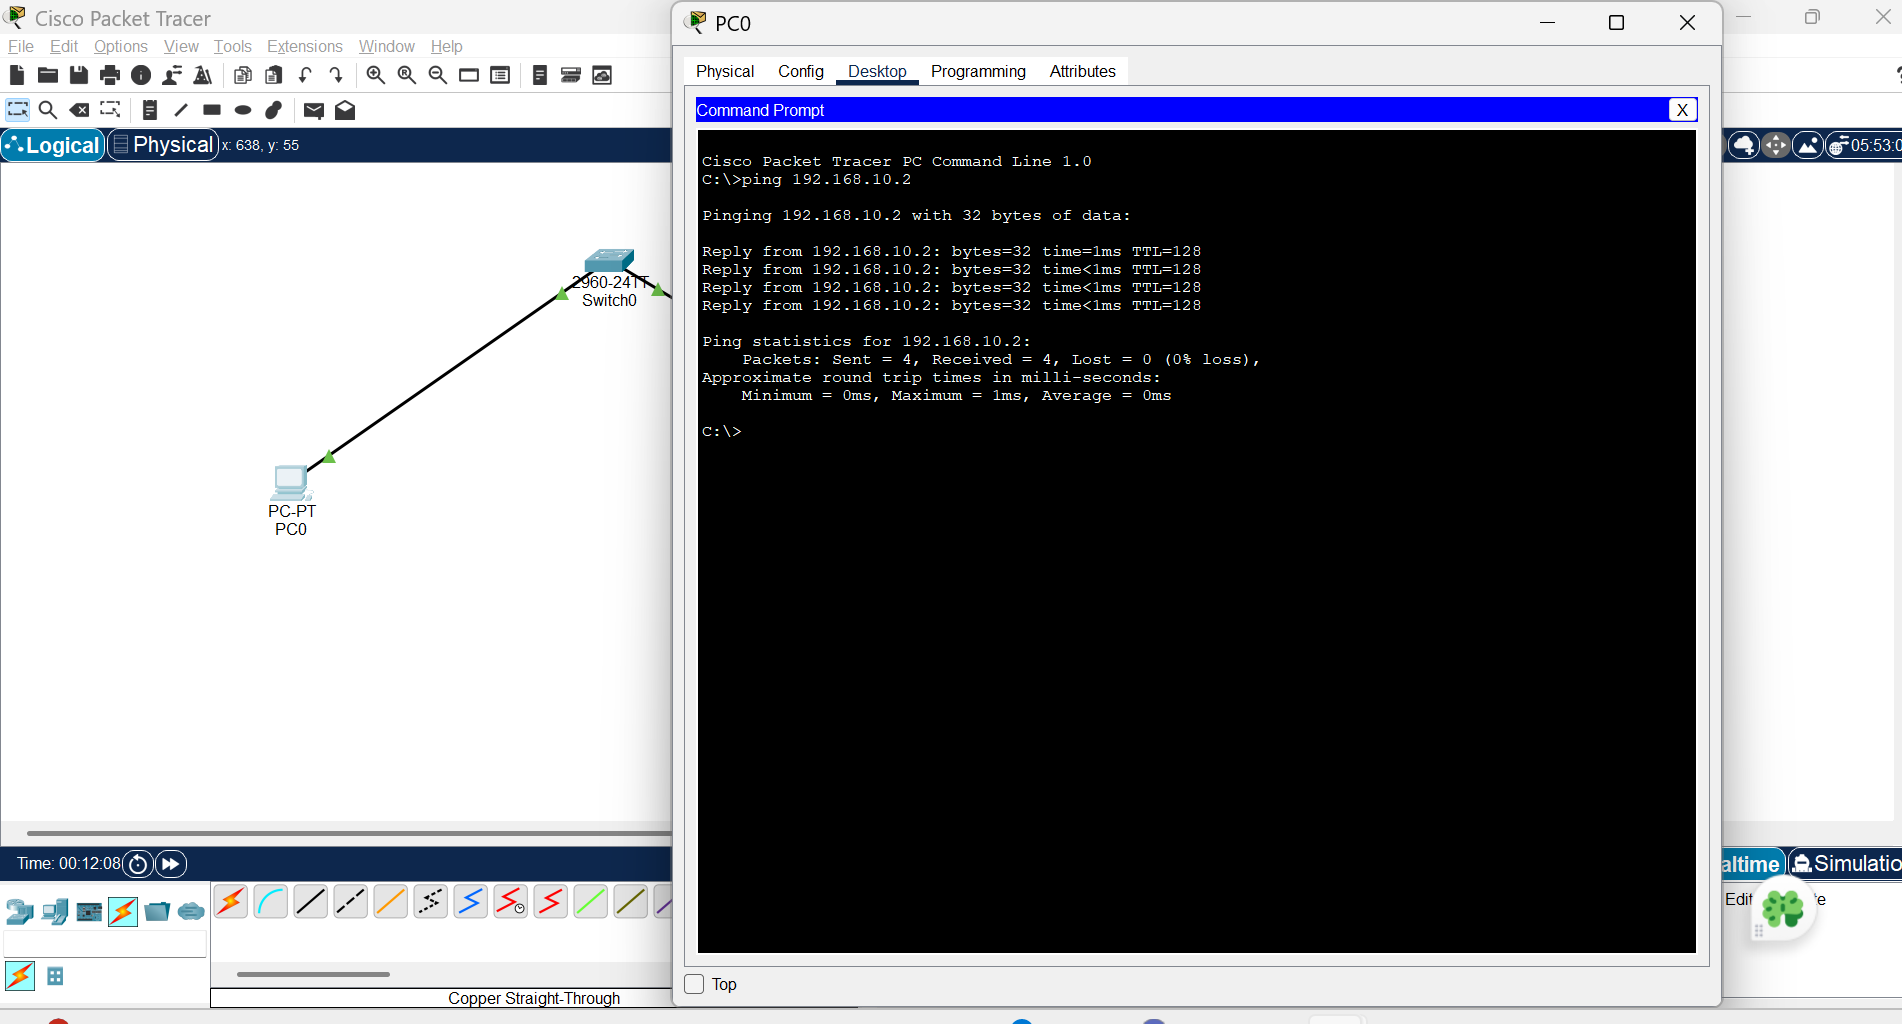 Cisco Packet Tracer
File Edit Options View Tools Extensions Window Help
Logical Physical x: 638, y: 55
2960-24TT
Switch0
PC-PT
PC0
Time: 00:12:08
Copper Straight-Through
PC0
Physical Config Desktop Programming Attributes
Command Prompt X
Cisco Packet Tracer PC Command Line 1.0
C:\>ping 192.168.10.2
Pinging 192.168.10.2 with 32 bytes of data:
Reply from 192.168.10.2: bytes=32 time=1ms TTL=128
Reply from 192.168.10.2: bytes=32 time<1ms TTL=128
Reply from 192.168.10.2: bytes=32 time<1ms TTL=128
Reply from 192.168.10.2: bytes=32 time<1ms TTL=128
Ping statistics for 192.168.10.2:
Packets: Sent = 4, Received = 4, Lost = 0 (0% loss),
Approximate round trip times in milli-seconds:
Minimum = 0ms, Maximum = 1ms, Average = 0ms
C:\>
Top
05:53:0
altime Simulatio
Edit